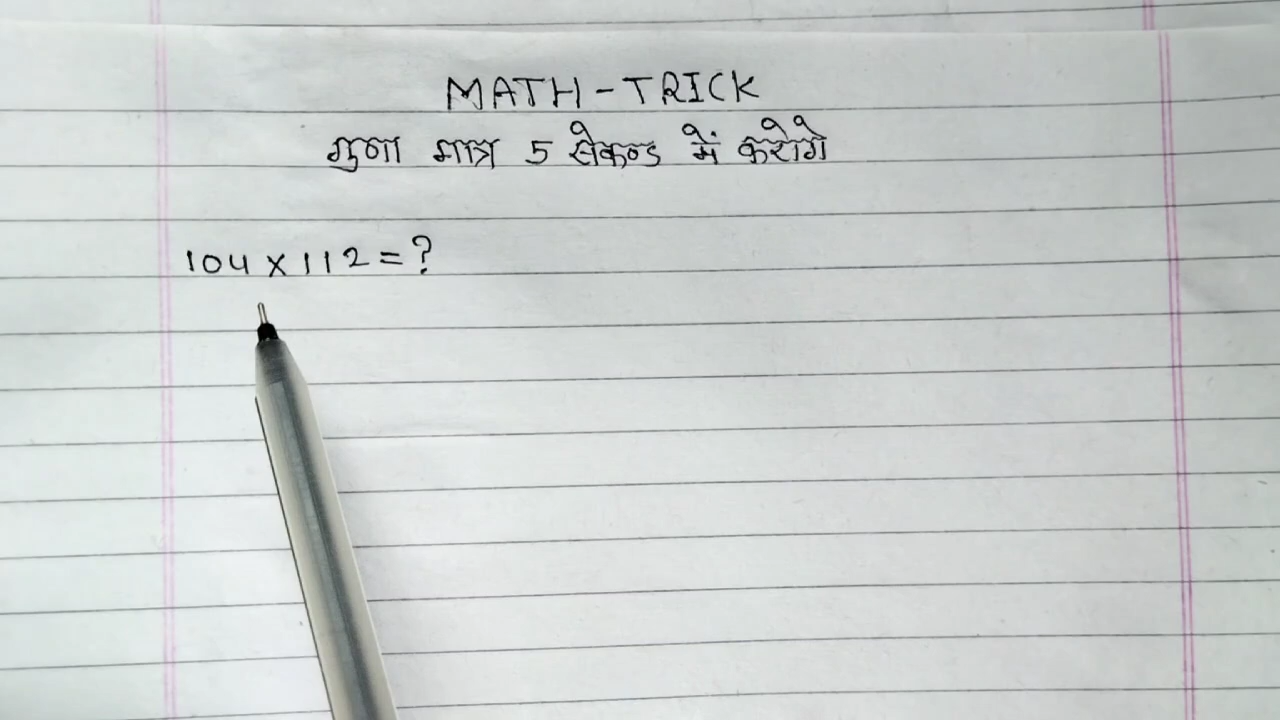 MATH-TRICK
गुणा मात्र 5 सेकण्ड में करोगे
104 x 112 = ?